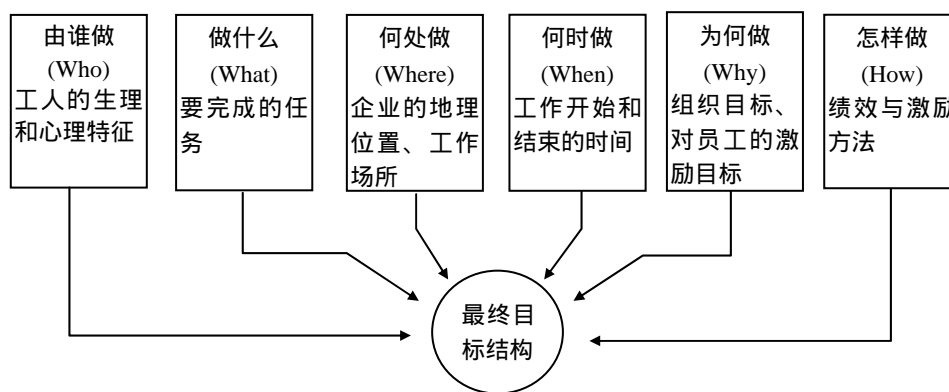 由谁做
(Who)
工人的生理
和心理特征
做什么
(What)
要完成的任
务
何处做
(Where)
企业的地理
位置、工作
场所
何时做
(When)
工作开始和
结束的时间
为何做
(Why)
组织目标、
对员工的激
励目标
怎样做
(How)
绩效与激励
方法
最终目
标结构